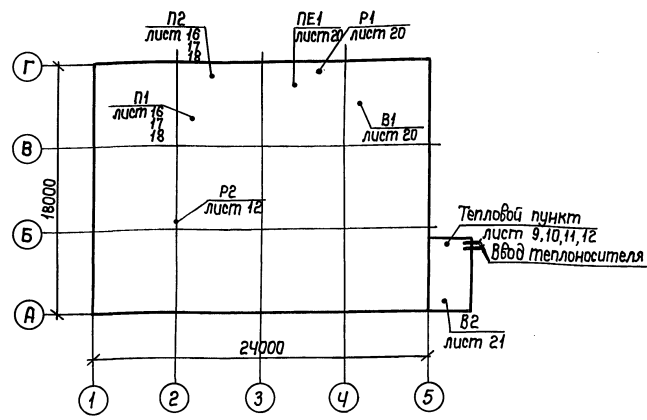 П2
лист 16
17
18
ПЕ1
лист 20
Р1
лист 20
Г
П1
лист 16
17
18
В1
лист 20
В
18000
Р2
лист 12
Тепловой пункт
лист 9,10,11,12
Ввод теплоносителя
Б
А
В2
лист 21
24000
1
2
3
4
5